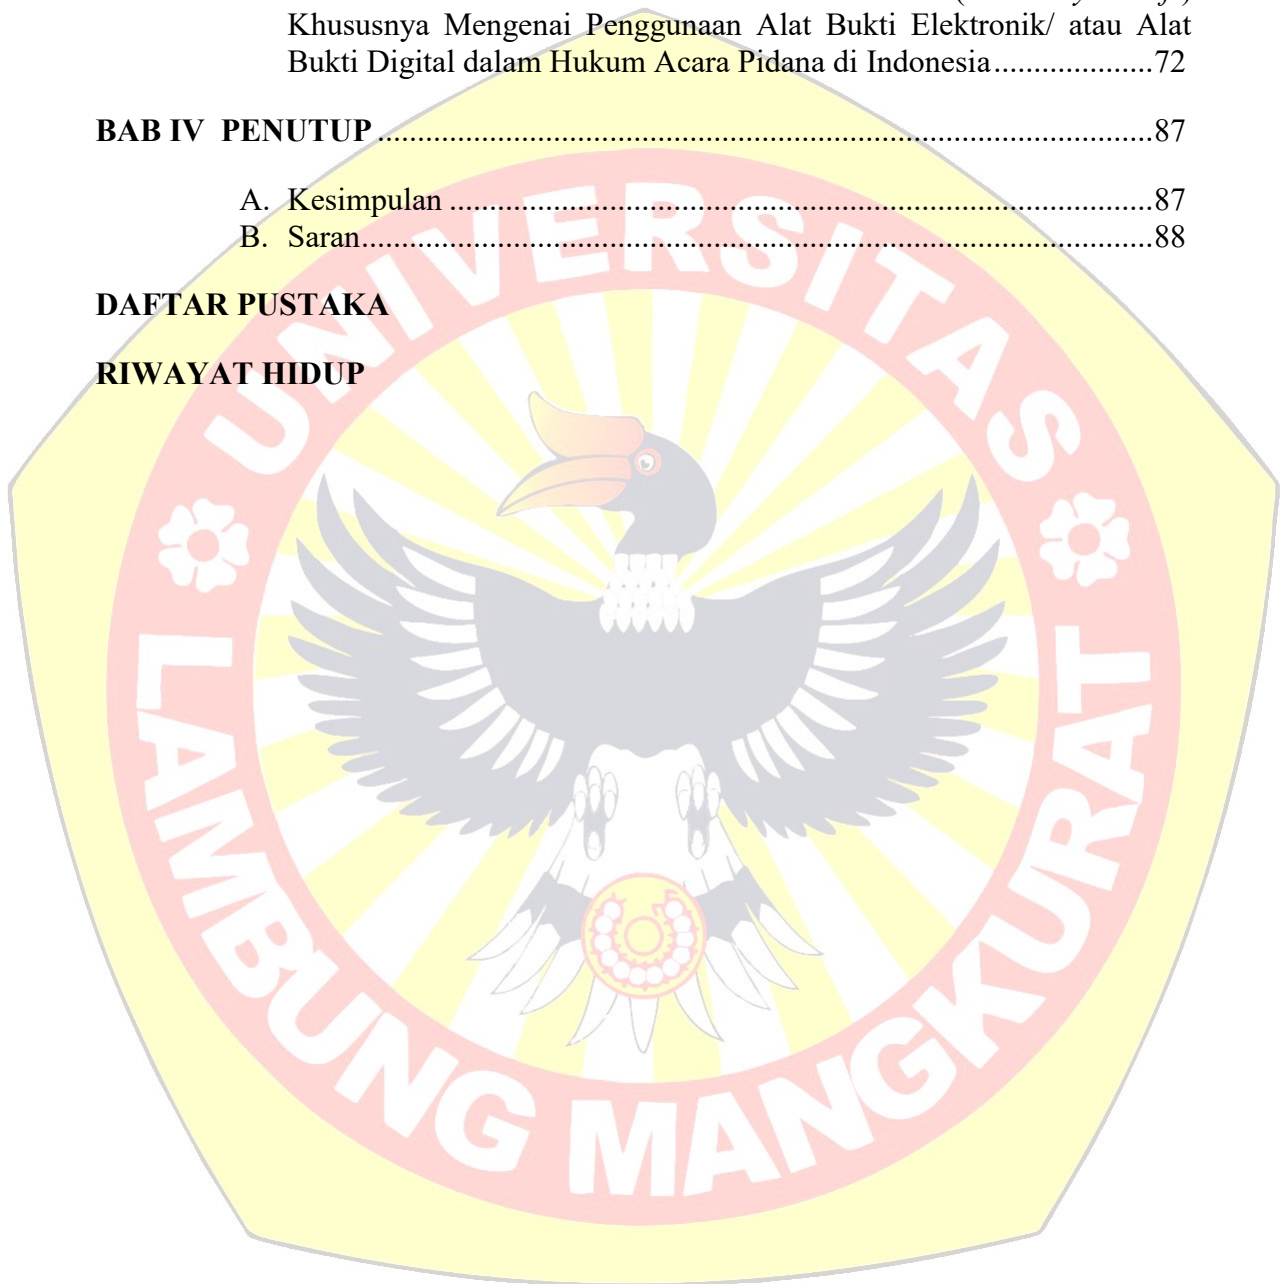 Khususnya Mengenai Penggunaan Alat Bukti Elektronik/ atau Alat
Bukti Digital dalam Hukum Acara Pidana di Indonesia...................72
BAB IV PENUTUP..............................................................................................87
A. Kesimpulan .....................................................................................87
B. Saran................................................................................................88
DAFTAR PUSTAKA
RIWAYAT HIDUP
UNIVERSITAS
LAMBUNG MANGKURAT